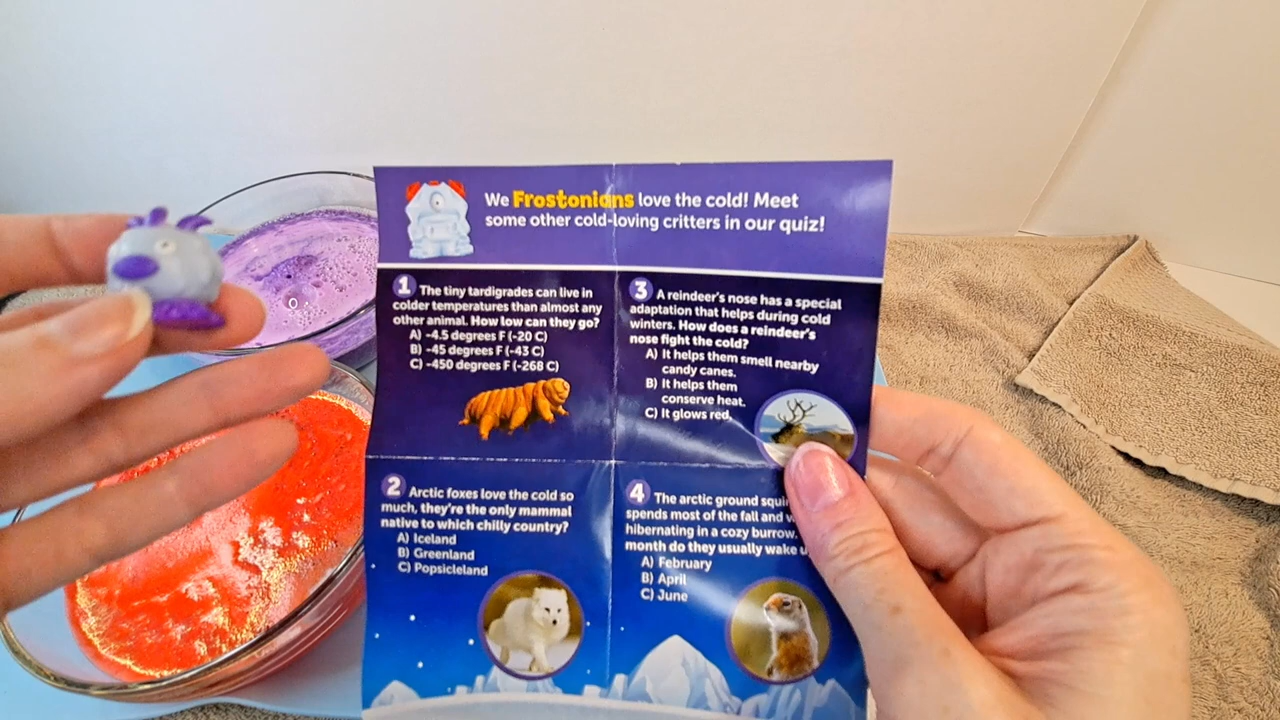 We Frostonians love the cold! Meet
some other cold-loving critters in our quiz!
1 The tiny tardigrades can live in
colder temperatures than almost any
other animal. How low can they go?
A) -4.5 degrees F (-20 C)
B) -45 degrees F (-43 C)
C) -450 degrees F (-268 C)
2 Arctic foxes love the cold so
much, they're the only mammal
native to which chilly country?
A) Iceland
B) Greenland
C) Popsicleland
3 A reindeer's nose has a special
adaptation that helps during cold
winters. How does a reindeer's
nose fight the cold?
A) It helps them smell nearby
candy canes.
B) It helps them
conserve heat.
C) It glows red.
4 The arctic ground
spends most of the fall and
hibernating in a cozy burrow.
month do they usually wake
A) February
B) April
C) June